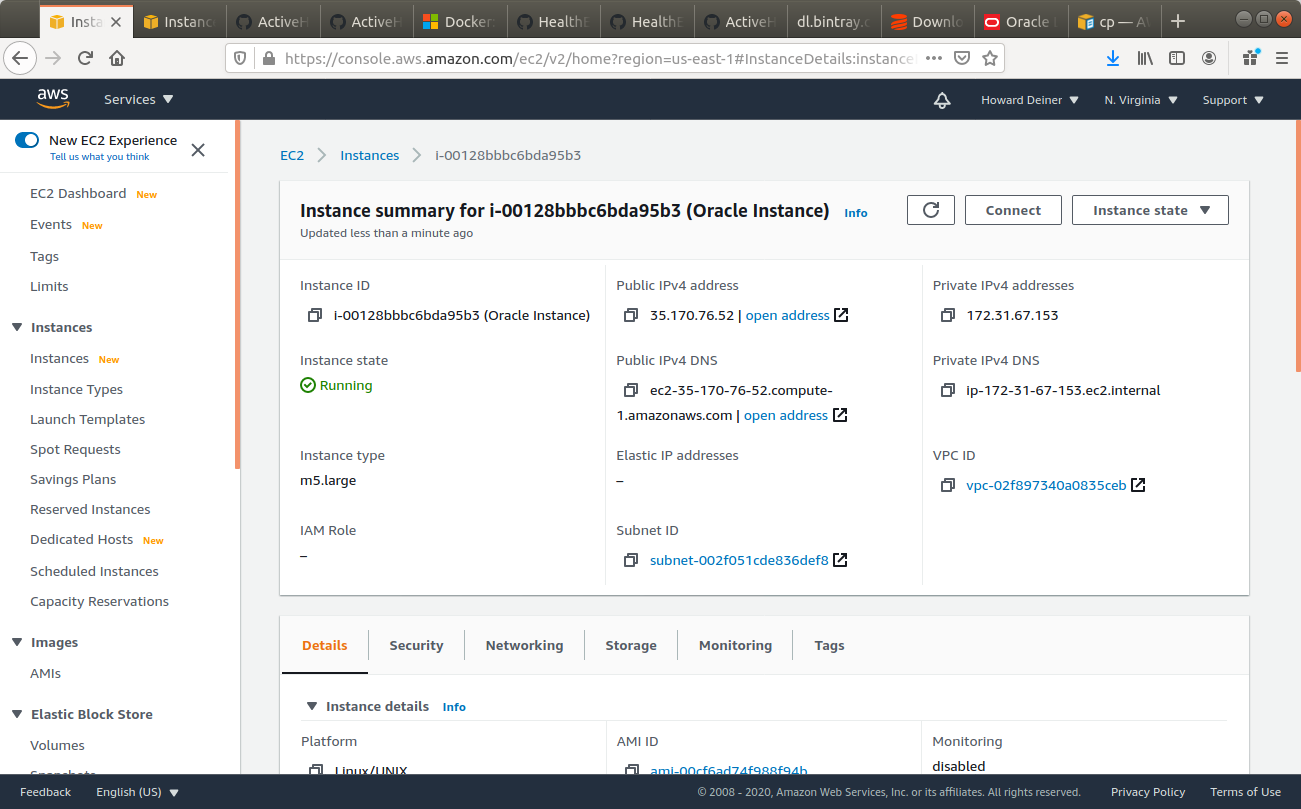 Insta
Instanc
ActiveH
ActiveH
Docker:
HealthE
HealthE
ActiveH
dl.bintray.c
Downlo
Oracle
cp — A
https://console.aws.amazon.com/ec2/v2/home?region=us-east-1#InstanceDetails:instanceI
aws
Services
Howard Deiner
N. Virginia
Support
New EC2 Experience
Tell us what you think
EC2 Dashboard New
Events New
Tags
Limits
Instances
Instances New
Instance Types
Launch Templates
Spot Requests
Savings Plans
Reserved Instances
Dedicated Hosts New
Scheduled Instances
Capacity Reservations
Images
AMIs
Elastic Block Store
Volumes
Snapshots
EC2
Instances
i-00128bbbc6bda95b3
Instance summary for i-00128bbbc6bda95b3 (Oracle Instance) Info
Updated less than a minute ago
Connect
Instance state
Instance ID
i-00128bbbc6bda95b3 (Oracle Instance)
Public IPv4 address
35.170.76.52 | open address
Private IPv4 addresses
172.31.67.153
Instance state
Running
Public IPv4 DNS
ec2-35-170-76-52.compute-
1.amazonaws.com | open address
Private IPv4 DNS
ip-172-31-67-153.ec2.internal
Instance type
m5.large
Elastic IP addresses
–
VPC ID
vpc-02f897340a0835ceb
IAM Role
–
Subnet ID
subnet-002f051cde836def8
Details
Security
Networking
Storage
Monitoring
Tags
Instance details Info
Platform
Linux/UNIX
AMI ID
ami-00cf6ad74f988f94b
Monitoring
disabled
Feedback
English (US)
© 2008 - 2020, Amazon Web Services, Inc. or its affiliates. All rights reserved.
Privacy Policy
Terms of Use